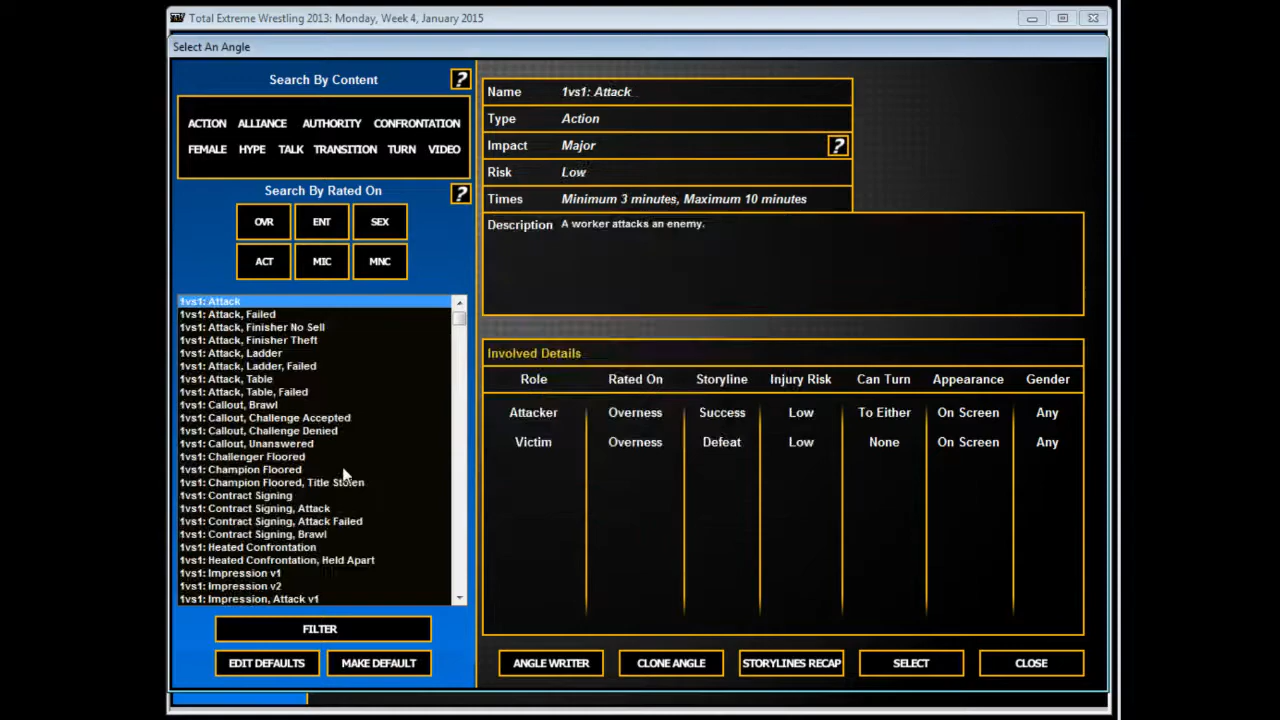 Total Extreme Wrestling 2013: Monday, Week 4, January 2015
Select An Angle
Search By Content ?
ACTION ALLIANCE AUTHORITY CONFRONTATION
FEMALE HYPE TALK TRANSITION TURN VIDEO
Search By Rated On ?
OVR ENT SEX
ACT MIC MNC
1vs1: Attack
1vs1: Attack, Failed
1vs1: Attack, Finisher No Sell
1vs1: Attack, Finisher Theft
1vs1: Attack, Ladder
1vs1: Attack, Ladder, Failed
1vs1: Attack, Table
1vs1: Attack, Table, Failed
1vs1: Callout, Brawl
1vs1: Callout, Challenge Accepted
1vs1: Callout, Challenge Denied
1vs1: Callout, Unanswered
1vs1: Challenger Floored
1vs1: Champion Floored
1vs1: Champion Floored, Title Stolen
1vs1: Contract Signing
1vs1: Contract Signing, Attack
1vs1: Contract Signing, Attack Failed
1vs1: Contract Signing, Brawl
1vs1: Heated Confrontation
1vs1: Heated Confrontation, Held Apart
1vs1: Impression v1
1vs1: Impression v2
1vs1: Impression, Attack v1
FILTER
EDIT DEFAULTS MAKE DEFAULT
Name 1vs1: Attack
Type Action
Impact Major ?
Risk Low
Times Minimum 3 minutes, Maximum 10 minutes
Description A worker attacks an enemy.
Involved Details
Role Rated On Storyline Injury Risk Can Turn Appearance Gender
Attacker Overness Success Low To Either On Screen Any
Victim Overness Defeat Low None On Screen Any
ANGLE WRITER CLONE ANGLE STORYLINES RECAP SELECT CLOSE